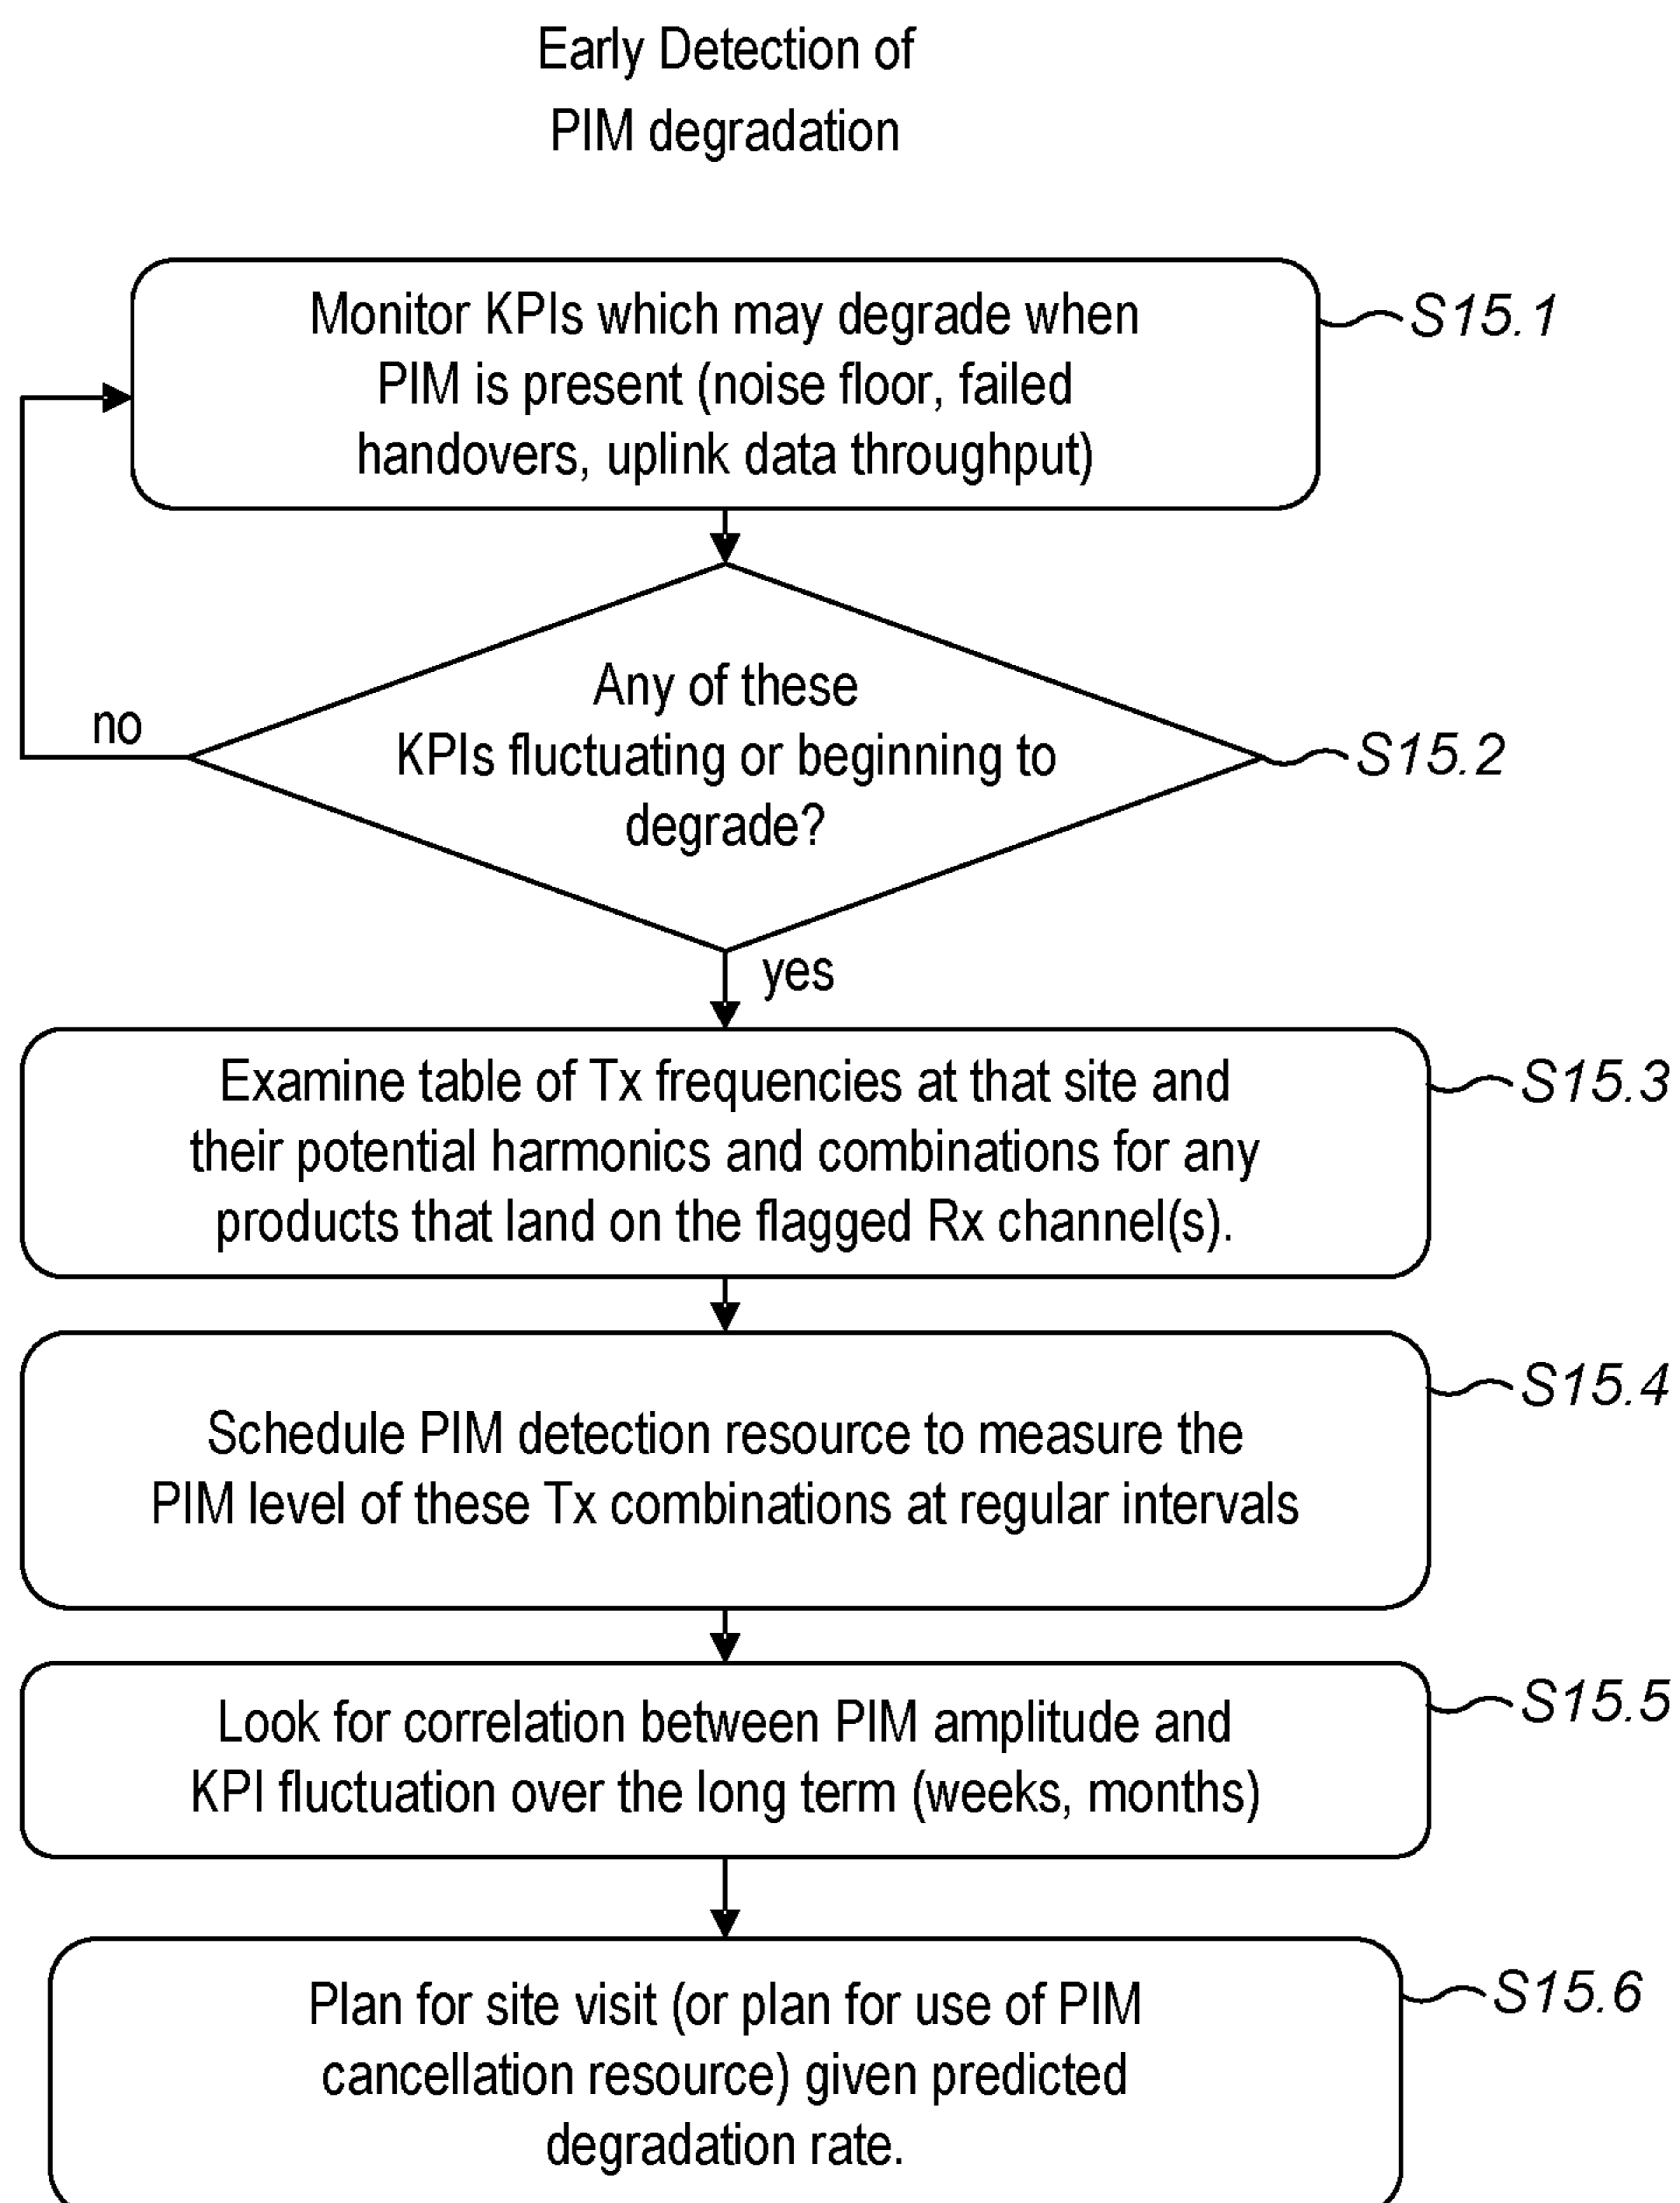 Early Detection of
PIM degradation
Monitor KPIs which may degrade when
PIM is present (noise floor, failed
handovers, uplink data throughput)
S15.1
Any of these
KPIs fluctuating or beginning to
degrade?
S15.2
no
yes
Examine table of Tx frequencies at that site and
their potential harmonics and combinations for any
products that land on the flagged Rx channel(s).
S15.3
Schedule PIM detection resource to measure the
PIM level of these Tx combinations at regular intervals
S15.4
Look for correlation between PIM amplitude and
KPI fluctuation over the long term (weeks, months)
S15.5
Plan for site visit (or plan for use of PIM
cancellation resource) given predicted
degradation rate.
S15.6